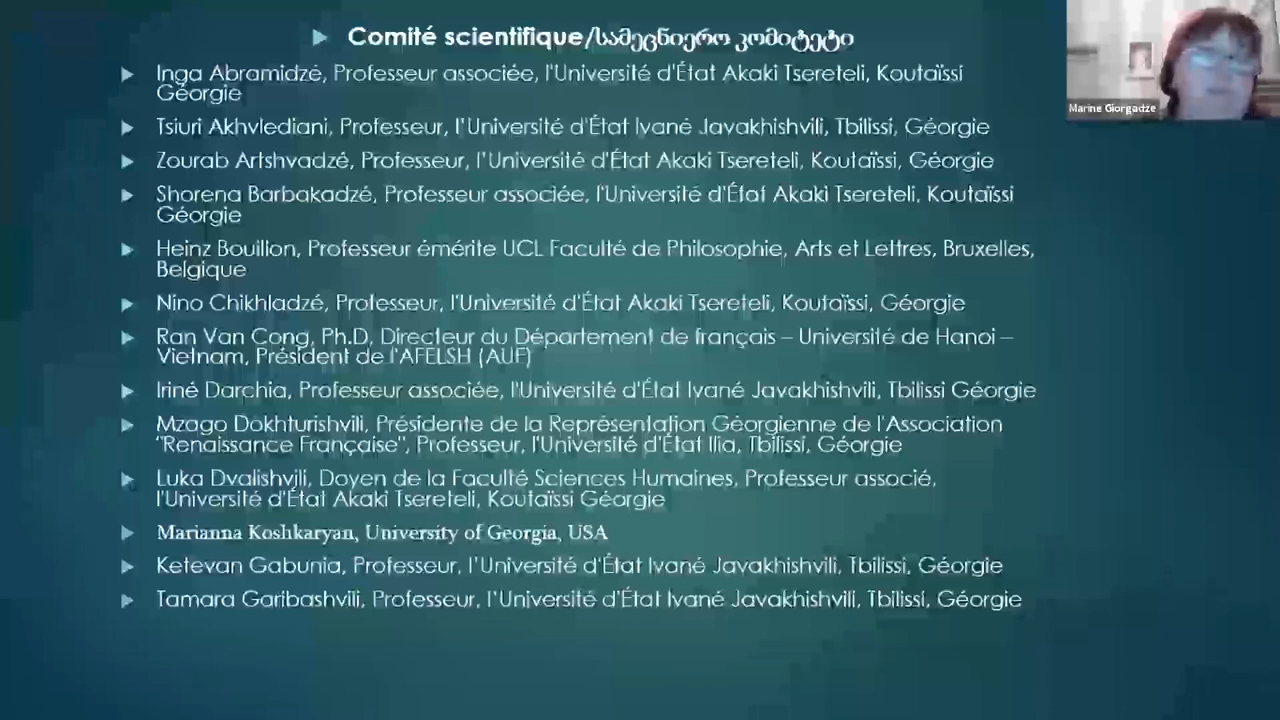 Comité scientifique/სამეცნიერო კომიტეტი
Inga Abramidzé, Professeur associée, l'Université d'État Akaki Tsereteli, Koutaïssi
Géorgie
Tsiuri Akhvlediani, Professeur, l'Université d'État Ivané Javakhishvili, Tbilissi, Géorgie
Zourab Artshvadzé, Professeur, l'Université d'État Akaki Tsereteli, Koutaïssi, Géorgie
Shorena Barbakadzé, Professeur associée, l'Université d'État Akaki Tsereteli, Koutaïssi
Géorgie
Heinz Bouillon, Professeur émérite UCL Faculté de Philosophie, Arts et Lettres, Bruxelles,
Belgique
Nino Chikhladzé, Professeur, l'Université d'État Akaki Tsereteli, Koutaïssi, Géorgie
Ran Van Cong, Ph.D, Directeur du Département de français – Université de Hanoi –
Vietnam, Président de l'AFELSH (AUF)
Iriné Darchia, Professeur associée, l'Université d'État Ivané Javakhishvili, Tbilissi Géorgie
Mzago Dokhturishvili, Présidente de la Représentation Géorgienne de l'Association
"Renaissance Française", Professeur, l'Université d'État Ilia, Tbilissi, Géorgie
Luka Dvalishvili, Doyen de la Faculté Sciences Humaines, Professeur associé,
l'Université d'État Akaki Tsereteli, Koutaïssi Géorgie
Marianna Koshkaryan, University of Georgia, USA
Ketevan Gabunia, Professeur, l'Université d'État Ivané Javakhishvili, Tbilissi, Géorgie
Tamara Garibashvili, Professeur, l'Université d'État Ivané Javakhishvili, Tbilissi, Géorgie
Marine Giorgadze